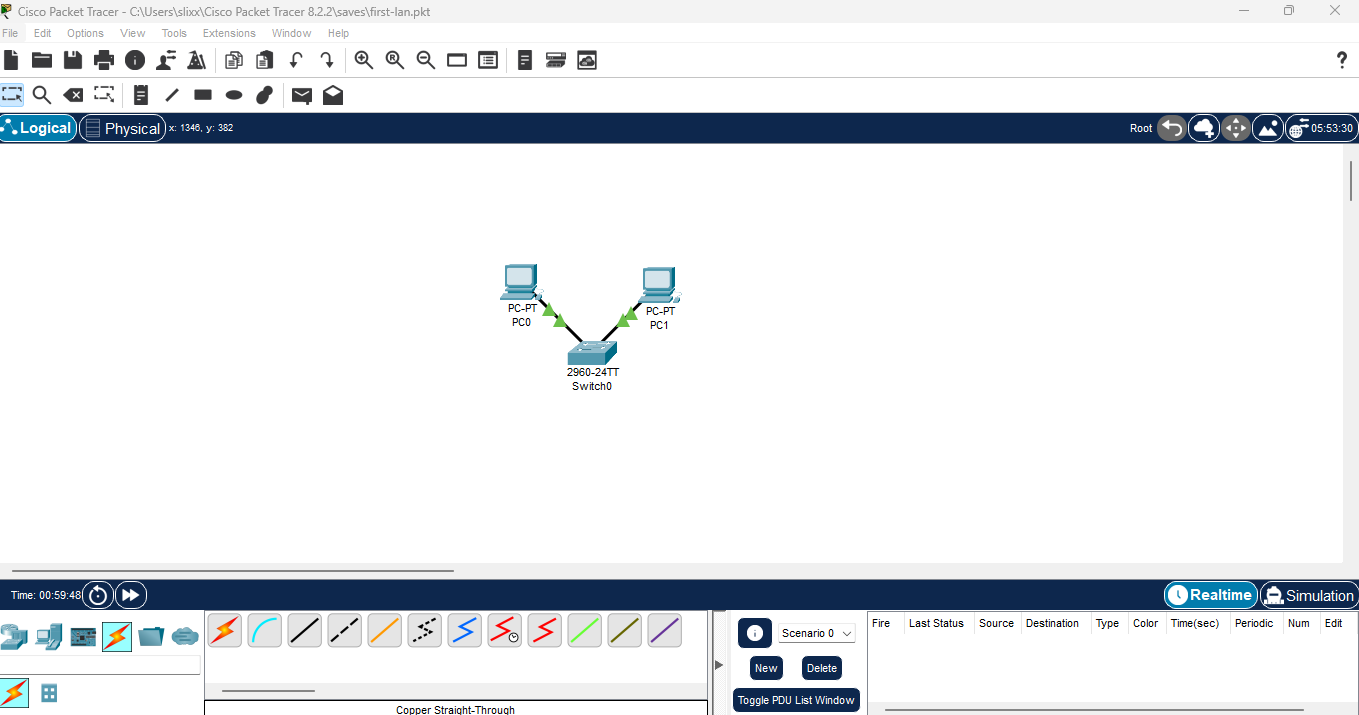 Cisco Packet Tracer - C:\Users\slixx\Cisco Packet Tracer 8.2.2\saves\first-lan.pkt
File Edit Options View Tools Extensions Window Help
Logical Physical x: 1346, y: 382 Root 05:53:30
PC-PT
PC0
PC-PT
PC1
2960-24TT
Switch0
Time: 00:59:48 Realtime Simulation
Scenario 0
New Delete
Toggle PDU List Window
Fire Last Status Source Destination Type Color Time(sec) Periodic Num Edit
Copper Straight-Through